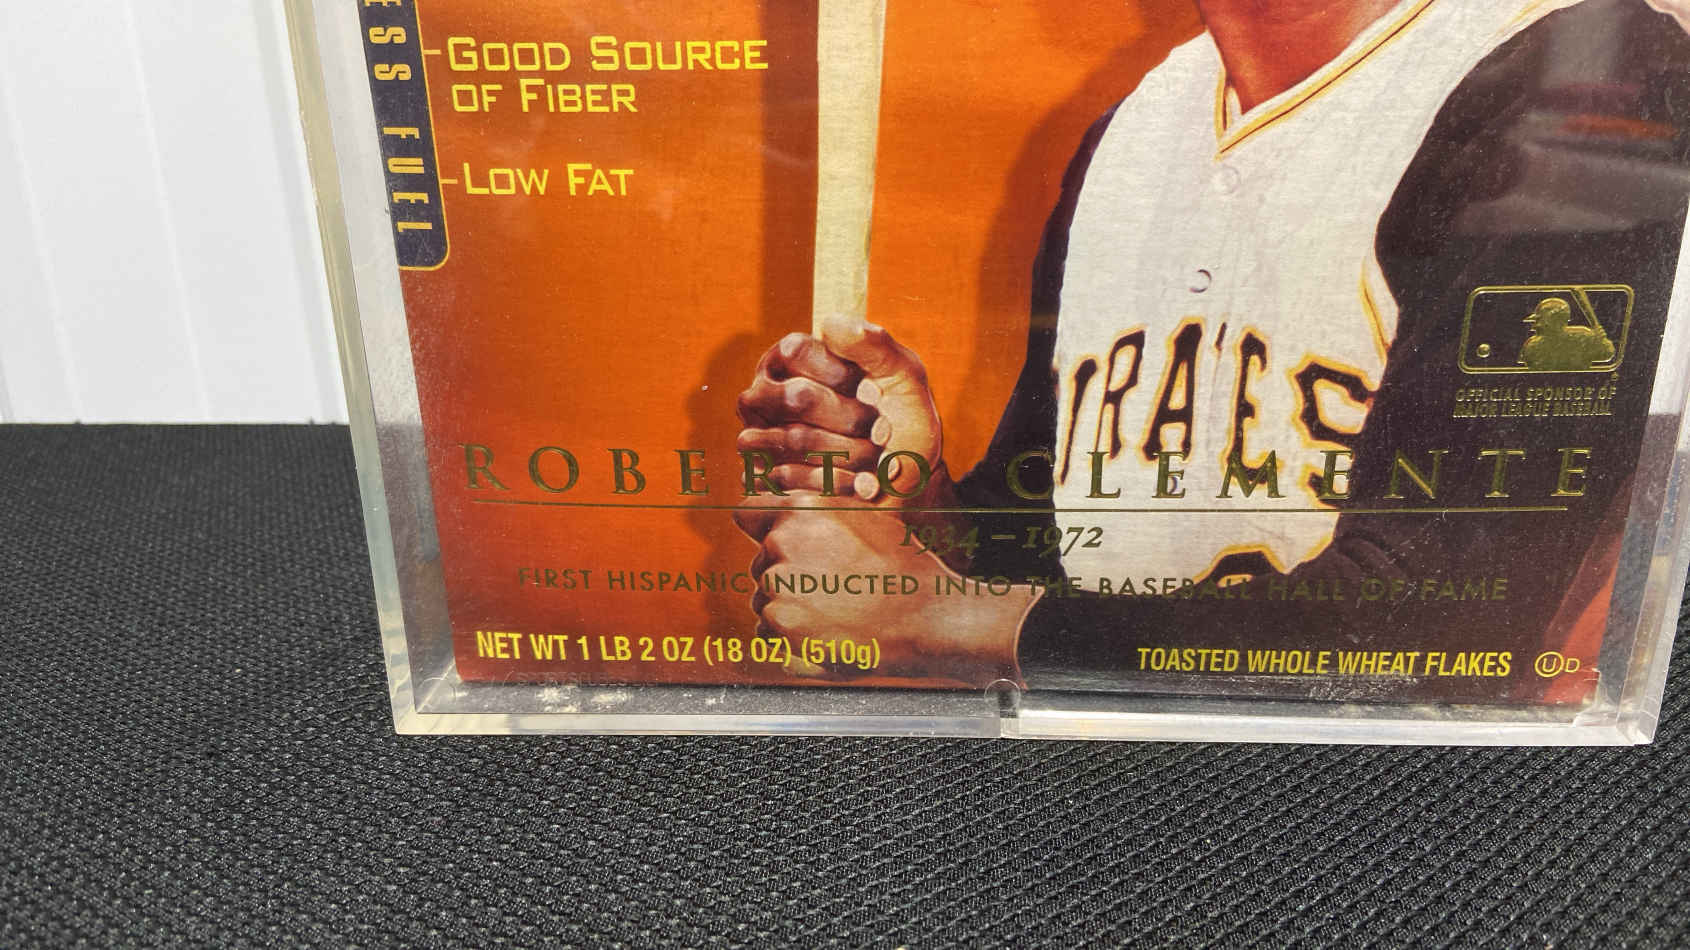 ESS FUEL
GOOD SOURCE
OF FIBER
LOW FAT
IRAES
OFFICIAL SPONSOR OF
MAJOR LEAGUE BASEBALL
ROBERTO CLEMENTE
1934 – 1972
FIRST HISPANIC INDUCTED INTO THE BASEBALL HALL OF FAME
NET WT 1 LB 2 OZ (18 OZ) (510g)
TOASTED WHOLE WHEAT FLAKES U D